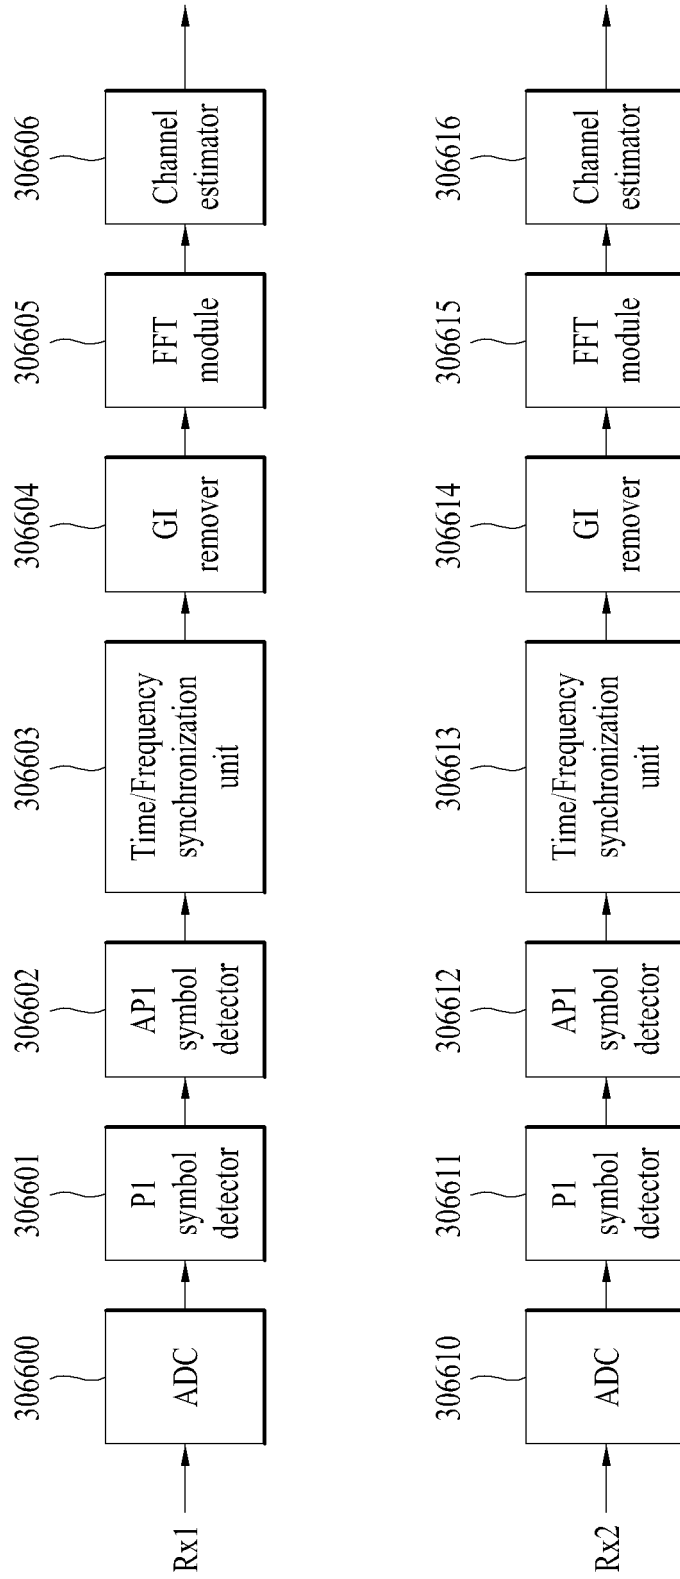 306600
306601
306602
306603
306604
306605
306606
Rx1
ADC
P1
symbol
detector
AP1
symbol
detector
Time/Frequency
synchronization
unit
GI
remover
FFT
module
Channel
estimator
306610
306611
306612
306613
306614
306615
306616
Rx2
ADC
P1
symbol
detector
AP1
symbol
detector
Time/Frequency
synchronization
unit
GI
remover
FFT
module
Channel
estimator